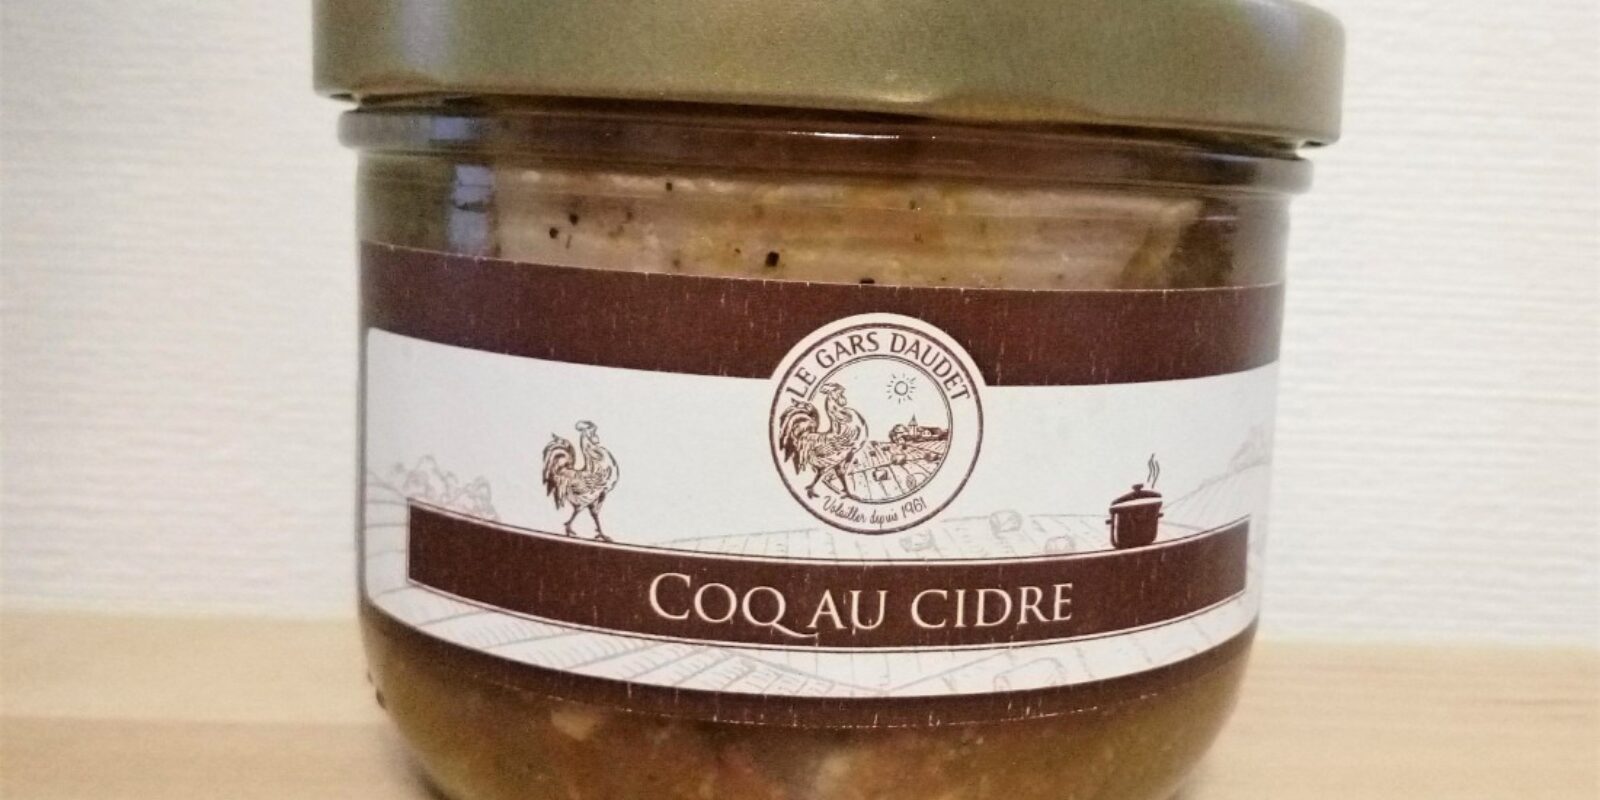 LE GARS DAUDET
Volailler depuis 1961
COQ AU CIDRE